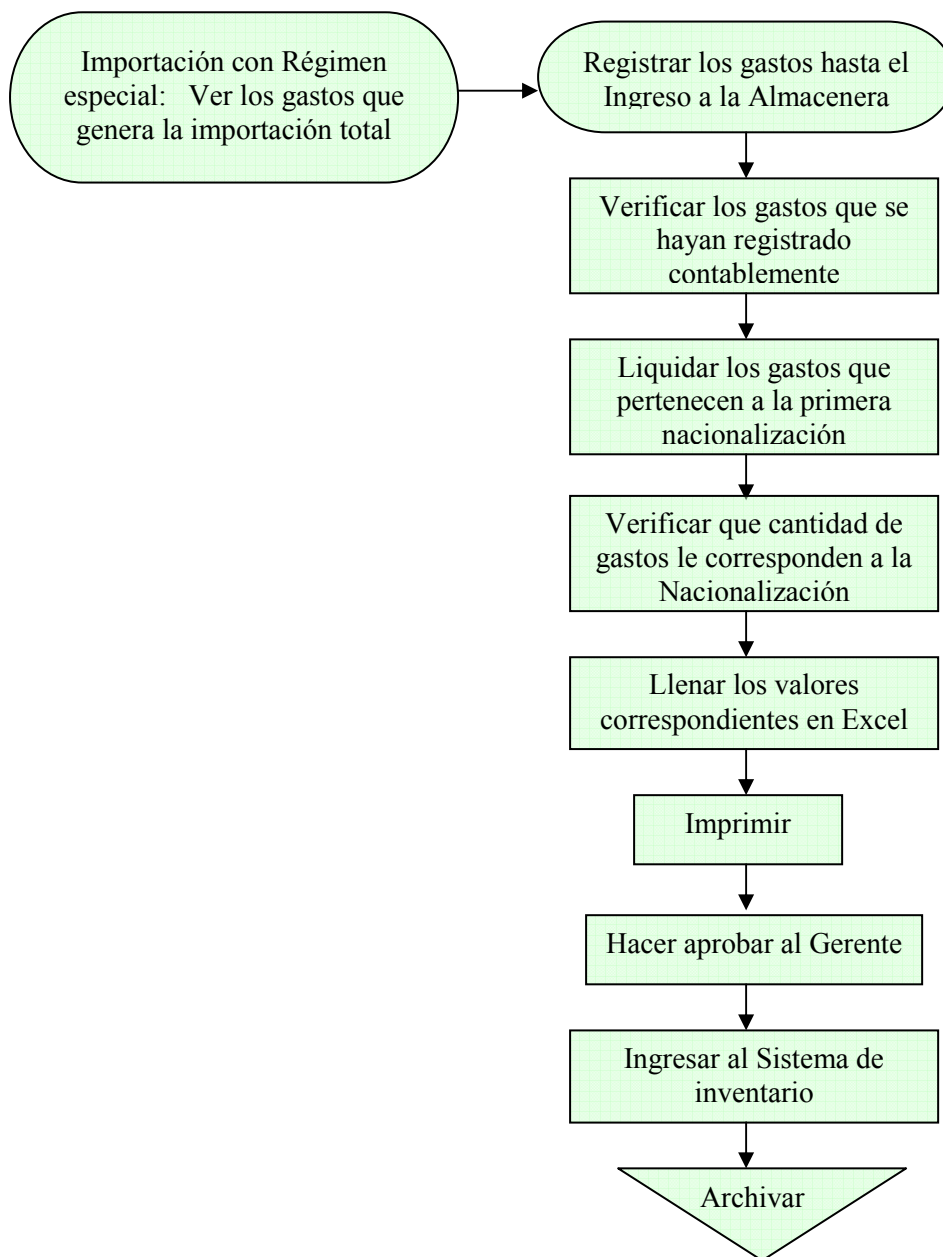 Importación con Régimen
especial: Ver los gastos que
genera la importación total
Registrar los gastos hasta el
Ingreso a la Almacenera
Verificar los gastos que se
hayan registrado
contablemente
Liquidar los gastos que
pertenecen a la primera
nacionalización
Verificar que cantidad de
gastos le corresponden a la
Nacionalización
Llenar los valores
correspondientes en Excel
Imprimir
Hacer aprobar al Gerente
Ingresar al Sistema de
inventario
Archivar